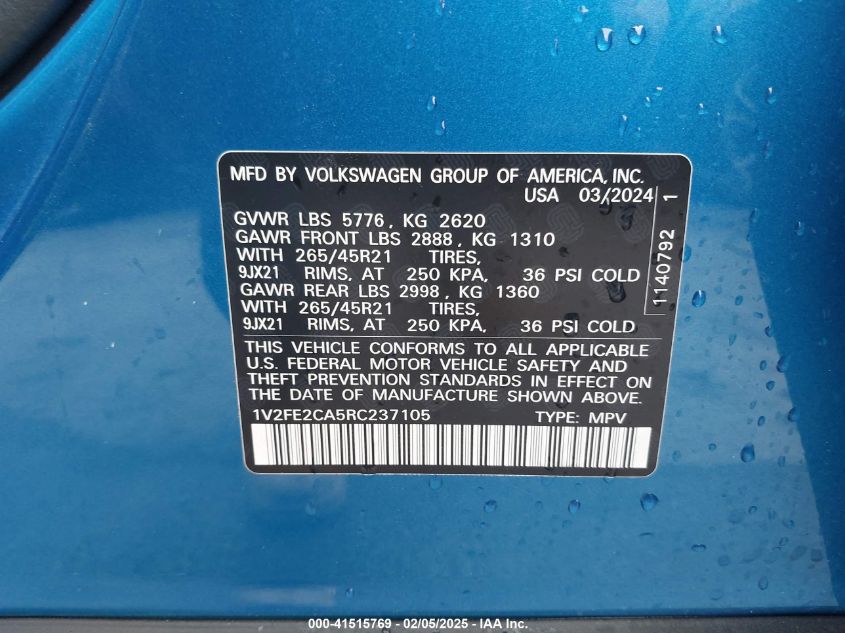 MFD BY VOLKSWAGEN GROUP OF AMERICA, INC.
USA 03/2024
GVWR LBS 5776, KG 2620
GAWR FRONT LBS 2888, KG 1310
WITH 265/45R21 TIRES,
9JX21 RIMS, AT 250 KPA, 36 PSI COLD
GAWR REAR LBS 2998, KG 1360
WITH 265/45R21 TIRES,
9JX21 RIMS, AT 250 KPA, 36 PSI COLD
1140792 1
THIS VEHICLE CONFORMS TO ALL APPLICABLE
U.S. FEDERAL MOTOR VEHICLE SAFETY AND
THEFT PREVENTION STANDARDS IN EFFECT ON
THE DATE OF MANUFACTURE SHOWN ABOVE.
1V2FE2CA5RC237105 TYPE: MPV
000-41515769 - 02/05/2025 - IAA Inc.